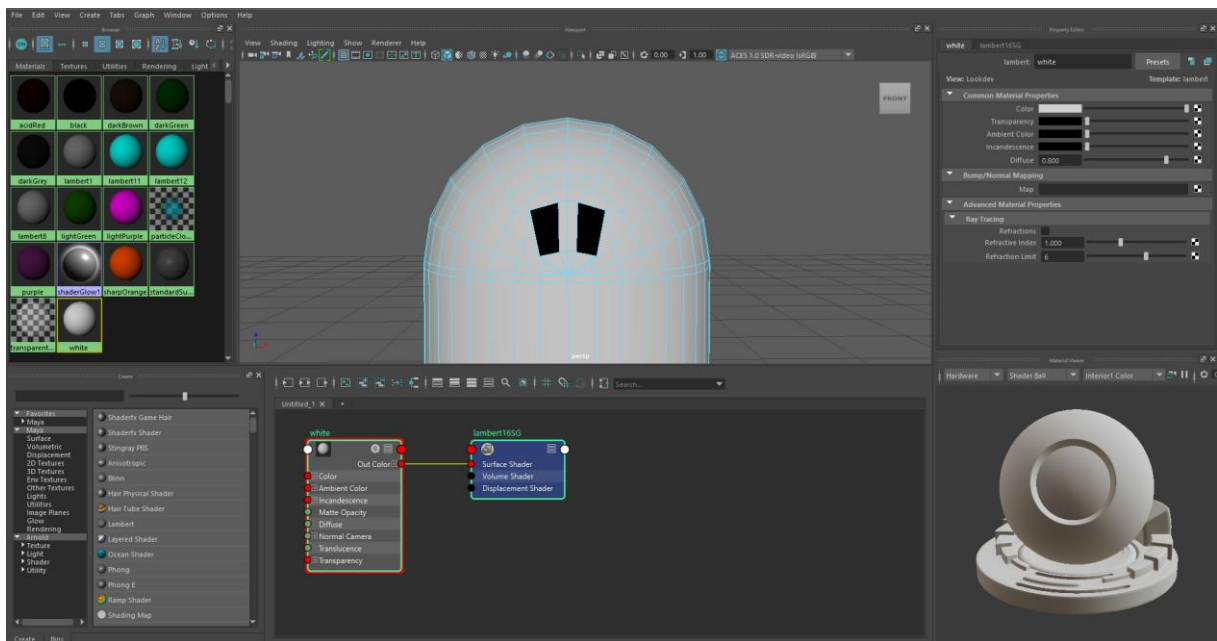 File Edit View Create Tabs Graph Window Options Help
Browser
Materials Textures Utilities Rendering Light
acidRed black darkBrown darkGreen
darkGrey lambert1 lambert11 lambert12
lambert8 lightGreen lightPurple particleClo...
purple shaderGlow1 sharpOrange standardSu...
transparent... white
Viewport
View Shading Lighting Show Renderer Help
0.00 1.00 ACES 1.0 SDR-video (sRGB)
FRONT
persp
Property Editor
white lambert16SG
lambert: white Presets
View: Lookdev Template: lambert
Common Material Properties
Color
Transparency
Ambient Color
Incandescence
Diffuse 0.800
Bump/Normal Mapping
Map
Advanced Material Properties
Ray Tracing
Refractions
Refractive Index 1.000
Refraction Limit 6
Create
Favorites
Maya
Maya
Surface
Volumetric
Displacement
2D Textures
3D Textures
Env Textures
Other Textures
Lights
Utilities
Image Planes
Glow
Rendering
Arnold
Texture
Light
Shader
Utility
Shaderfx Game Hair
Shaderfx Shader
Stingray PBS
Anisotropic
Blinn
Hair Physical Shader
Hair Tube Shader
Lambert
Layered Shader
Ocean Shader
Phong
Phong E
Ramp Shader
Shading Map
Create Bins
Search...
Untitled_1
white
Out Color
Color
Ambient Color
Incandescence
Matte Opacity
Diffuse
Normal Camera
Translucence
Transparency
lambert16SG
Surface Shader
Volume Shader
Displacement Shader
Material Viewer
Hardware Shader Ball Interior1 Color